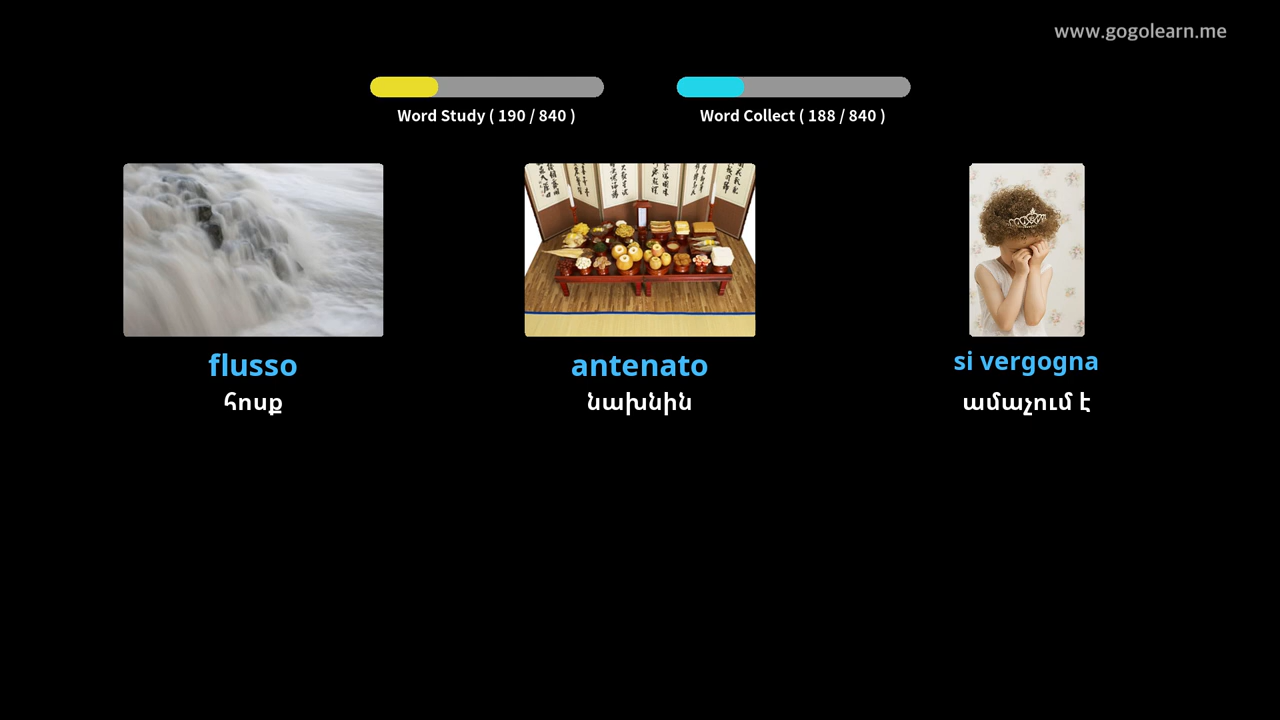 www.gogolearn.me
Word Study ( 190 / 840 )
Word Collect ( 188 / 840 )
flusso
antenato
si vergogna
հոսք
նախնին
ամաչում է